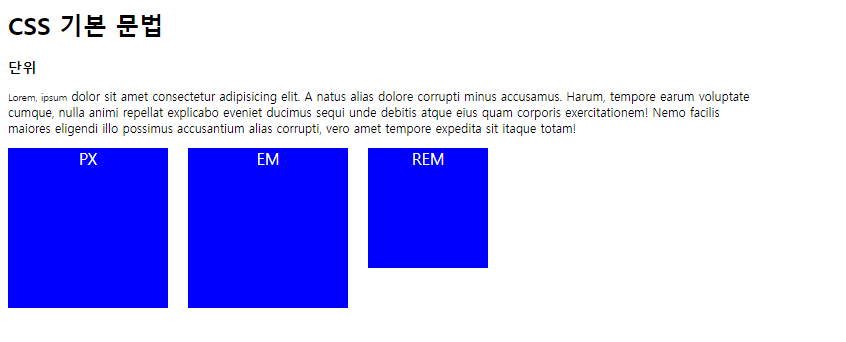 CSS 기본 문법
단위
Lorem, ipsum dolor sit amet consectetur adipisicing elit. A natus alias dolore corrupti minus accusamus. Harum, tempore earum voluptate
cumque, nulla animi repellat explicabo eveniet ducimus sequi unde debitis atque eius quam corporis exercitationem! Nemo facilis
maiores eligendi illo possimus accusantium alias corrupti, vero amet tempore expedita sit itaque totam!
PX
EM
REM